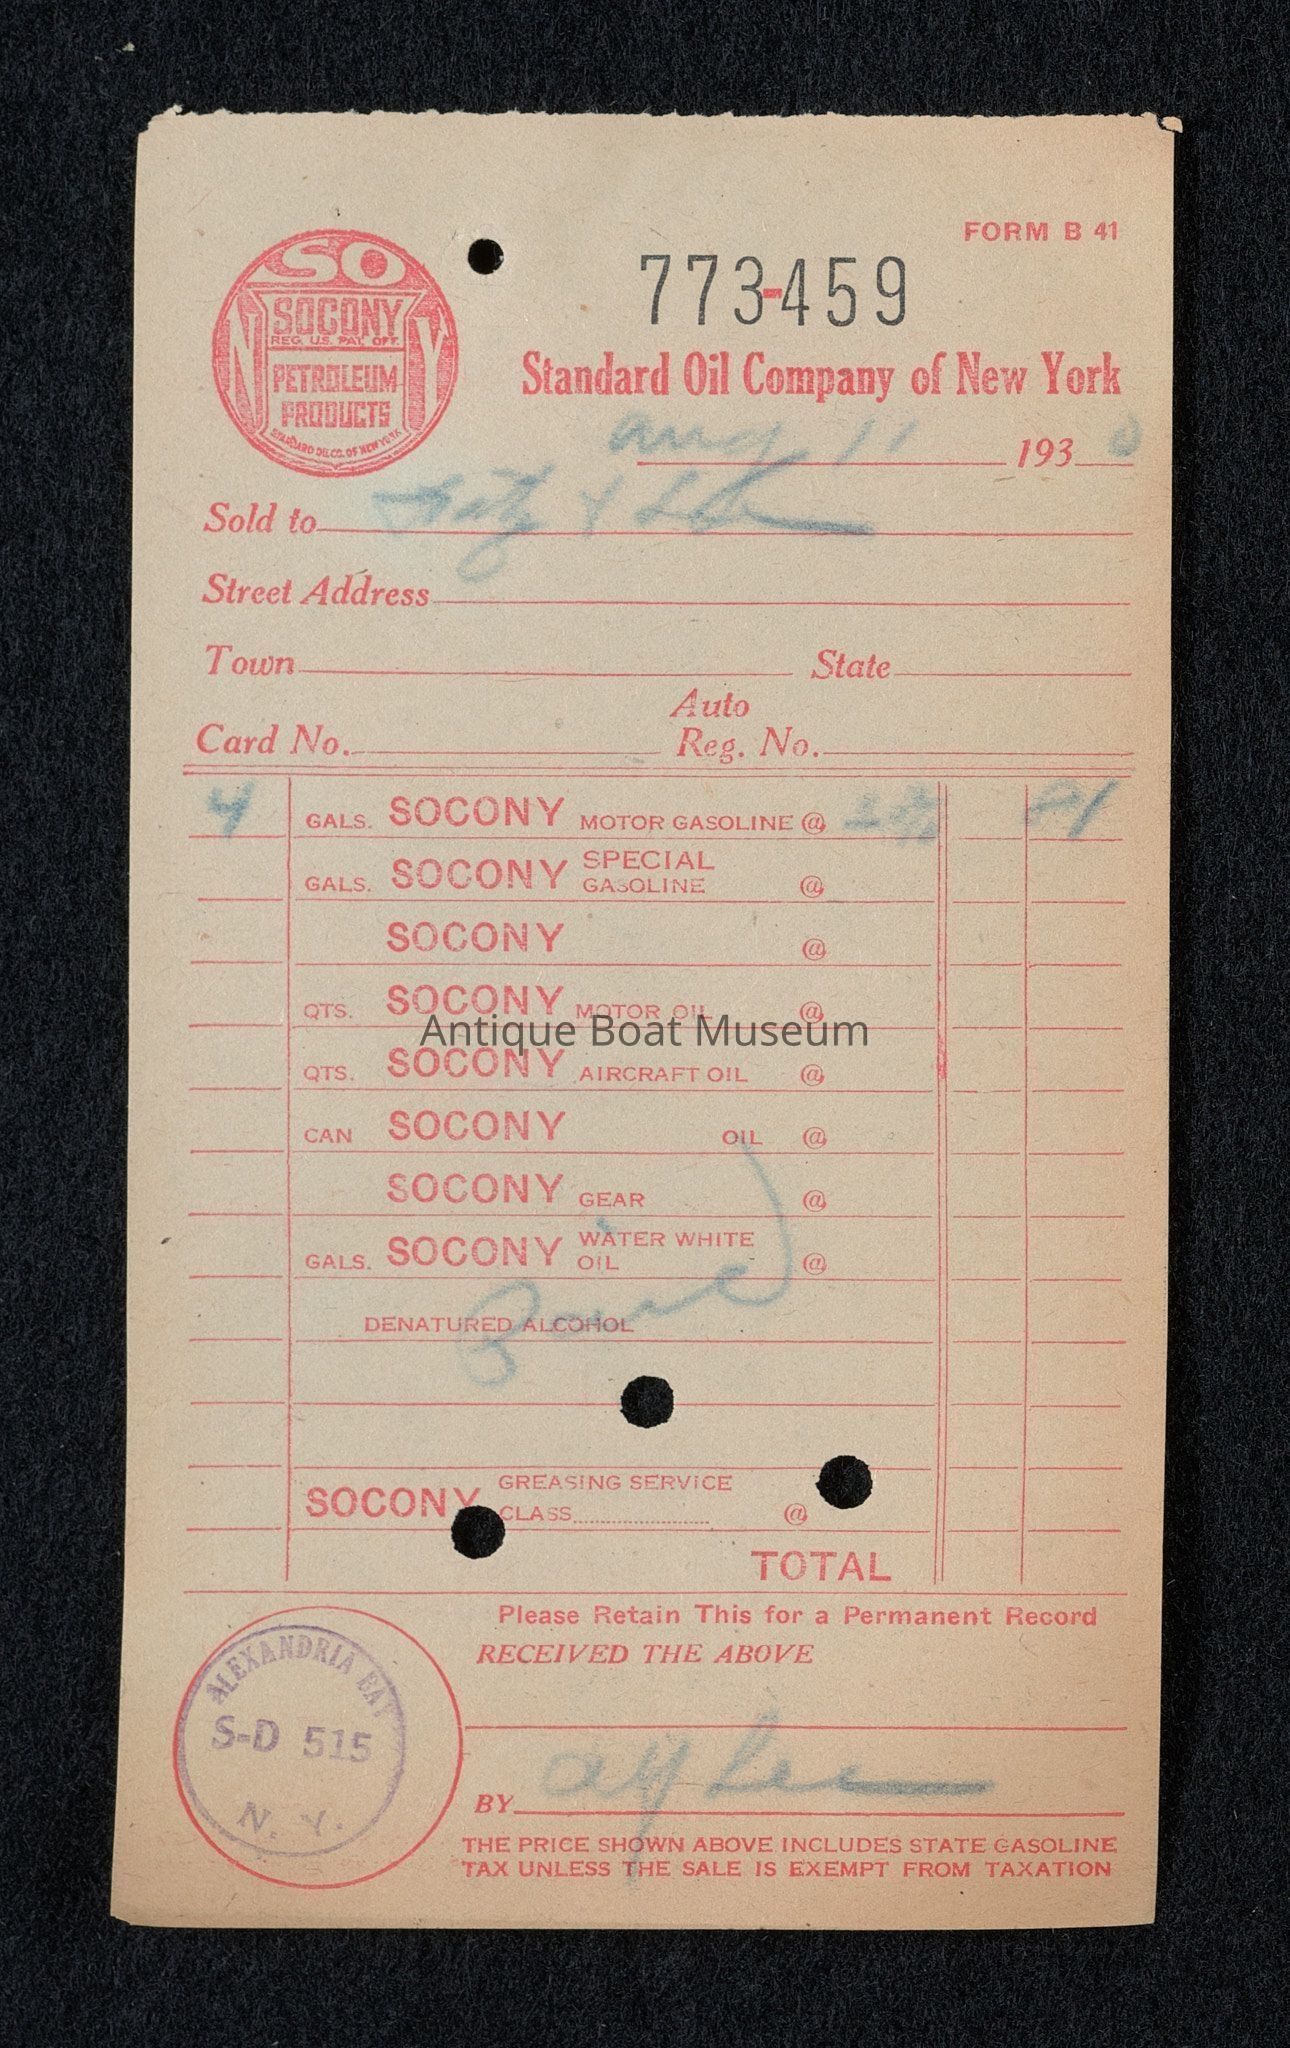 FORM B 41
SO
N Y
SOCONY
REG. U.S. PAT. OFF.
PETROLEUM
PRODUCTS
STANDARD OIL CO. OF NEW YORK
773-459
Standard Oil Company of New York
Aug 11 1930
Sold to
Street Address
Town State
Auto
Card No. Reg. No.
4 GALS. SOCONY MOTOR GASOLINE @
GALS. SOCONY SPECIAL GASOLINE @
SOCONY @
QTS. SOCONY MOTOR OIL @
Antique Boat Museum
QTS. SOCONY AIRCRAFT OIL @
CAN SOCONY OIL @
SOCONY GEAR @
GALS. SOCONY WATER WHITE OIL @
DENATURED ALCOHOL
SOCONY GREASING SERVICE
CLASS @
TOTAL
Please Retain This for a Permanent Record
RECEIVED THE ABOVE
ALEXANDRIA BAY
S-D 515
N. Y.
BY Lee
THE PRICE SHOWN ABOVE INCLUDES STATE GASOLINE
TAX UNLESS THE SALE IS EXEMPT FROM TAXATION